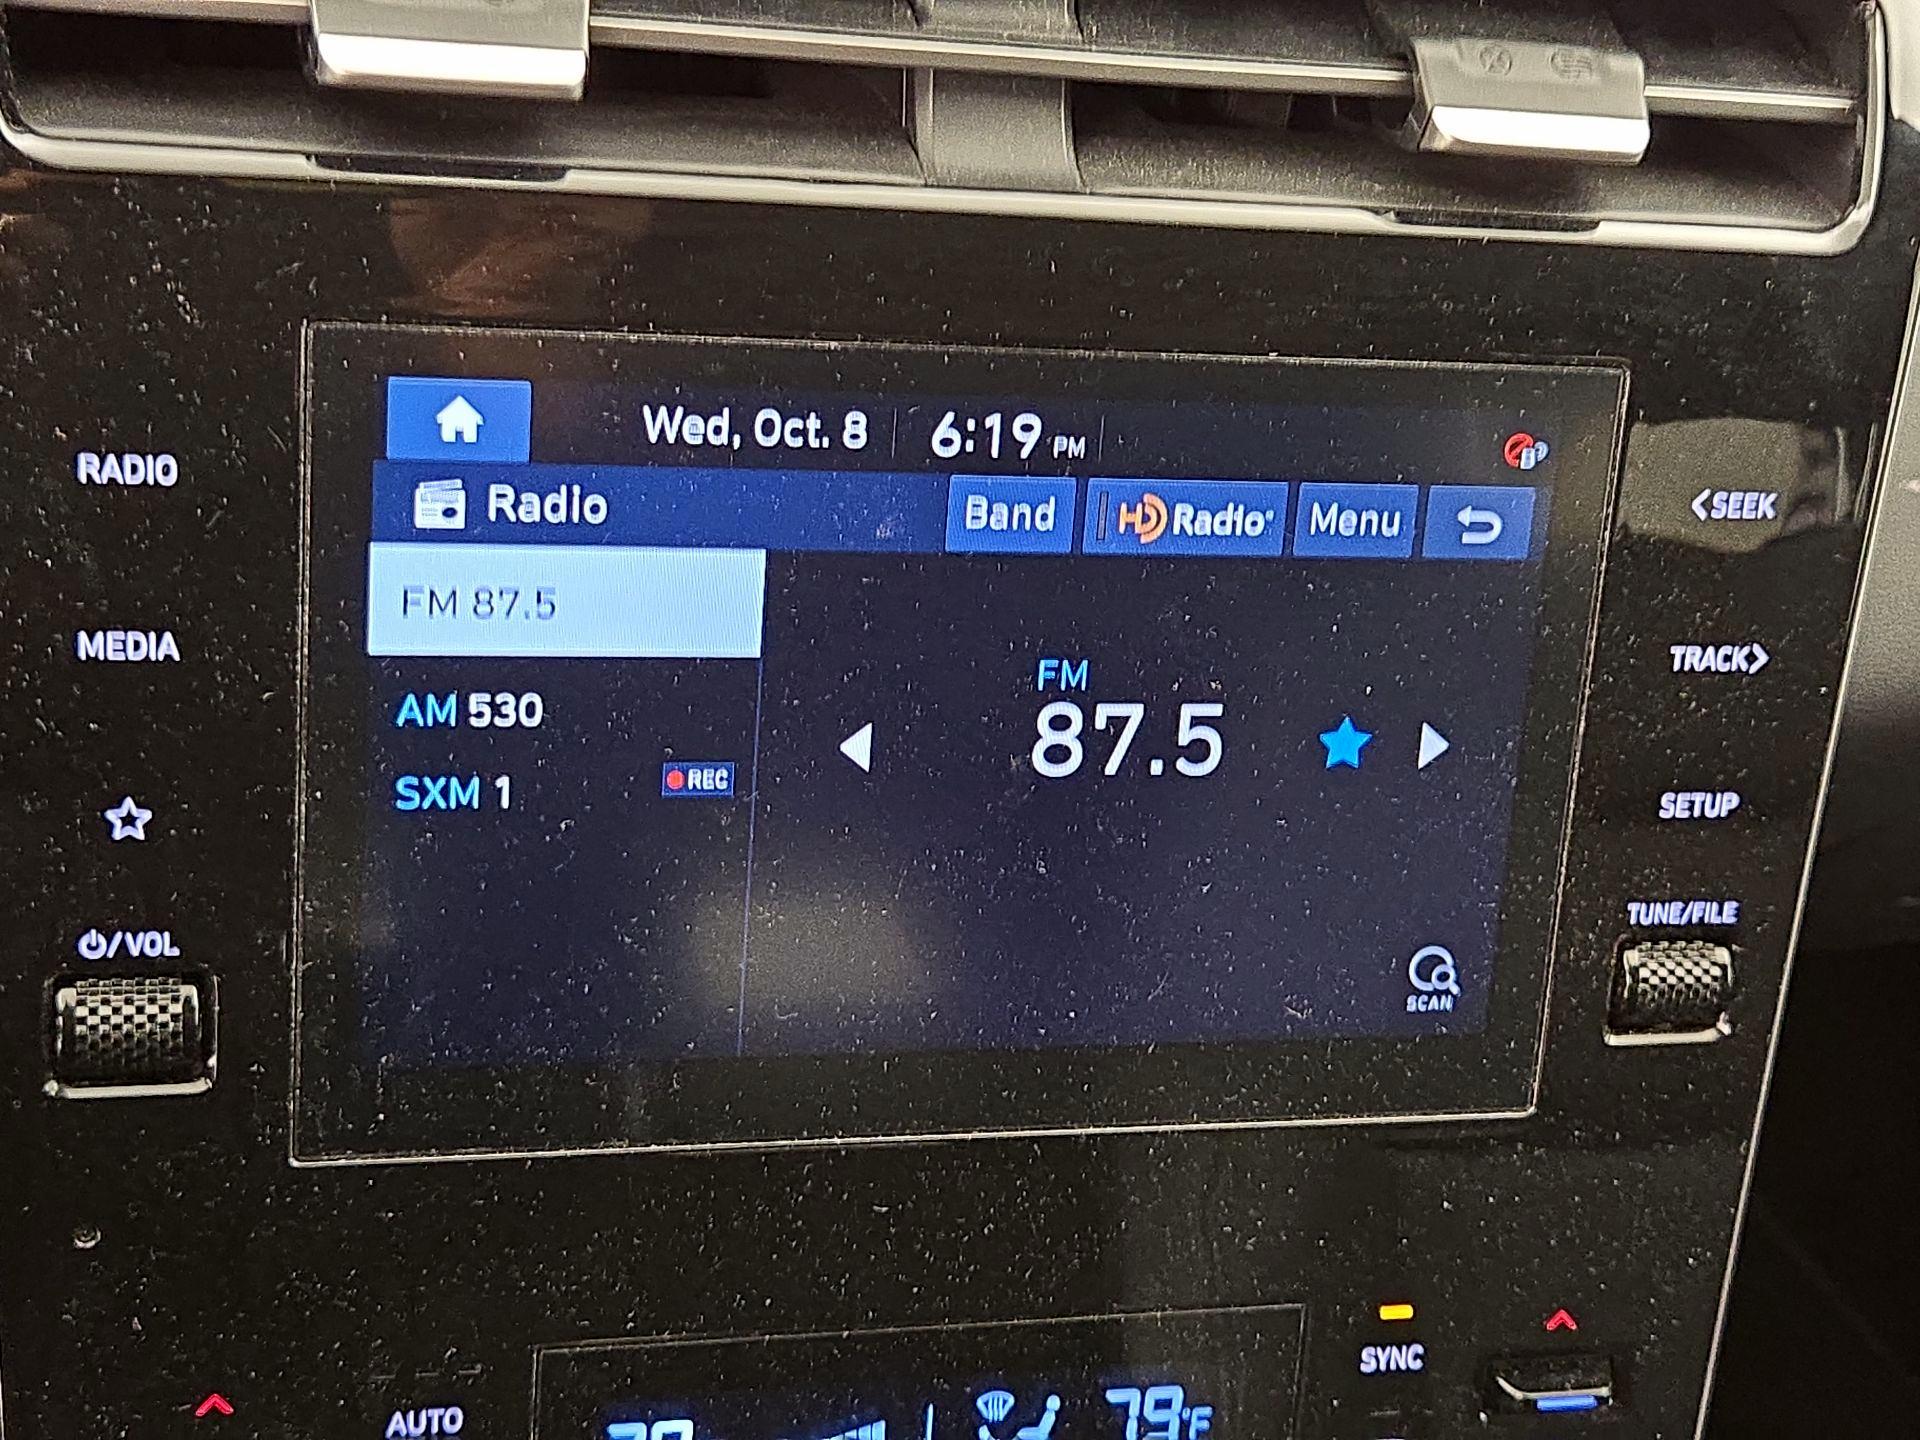 Wed, Oct. 8 6:19 PM
RADIO
Radio Band HD Radio Menu
<SEEK
FM 87.5
MEDIA
TRACK>
FM
AM 530
87.5
SXM 1 REC
SETUP
⏻/VOL
TUNE/FILE
SCAN
SYNC
AUTO
79°F